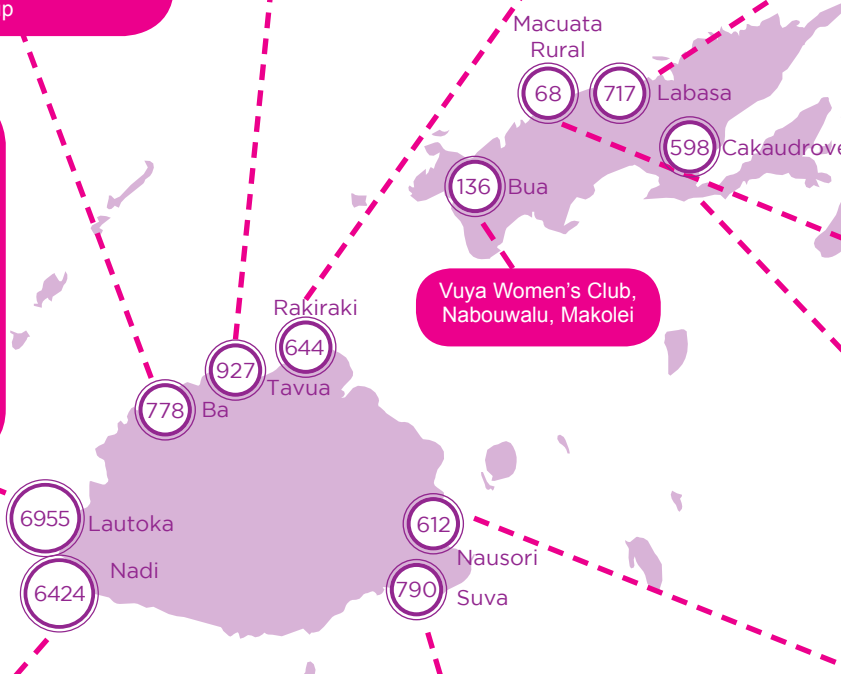 up
Macuata
Rural
68
717
Labasa
598
136
Bua
Vuya Women's Club,
Nabouwalu, Makolei
Rakiraki
644
927
Tavua
778
Ba
6955
Lautoka
612
Nausori
Nadi
6424
790
Suva